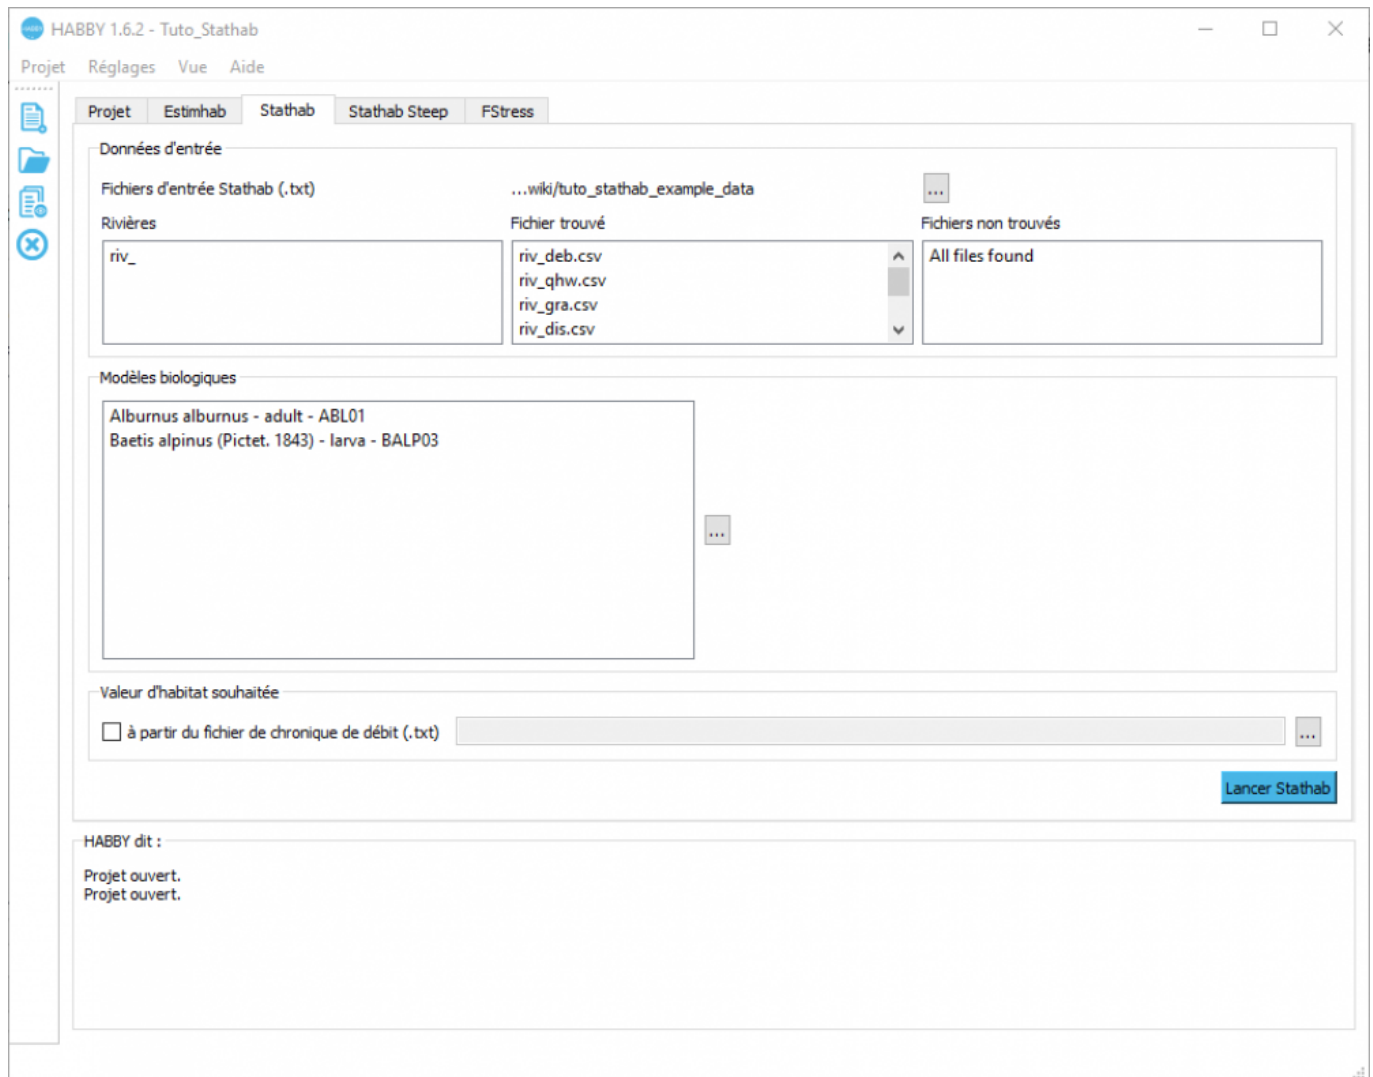 HABBY 1.6.2 - Tuto_Stathab
Projet Réglages Vue Aide
Projet Estimhab Stathab Stathab Steep FStress
Données d'entrée
Fichiers d'entrée Stathab (.txt) ...wiki/tuto_stathab_example_data ...
Rivières Fichier trouvé Fichiers non trouvés
riv_ riv_deb.csv All files found
riv_qhw.csv
riv_gra.csv
riv_dis.csv
Modèles biologiques
Alburnus alburnus - adult - ABL01
Baetis alpinus (Pictet. 1843) - larva - BALP03
...
Valeur d'habitat souhaitée
à partir du fichier de chronique de débit (.txt) ...
Lancer Stathab
HABBY dit :
Projet ouvert.
Projet ouvert.